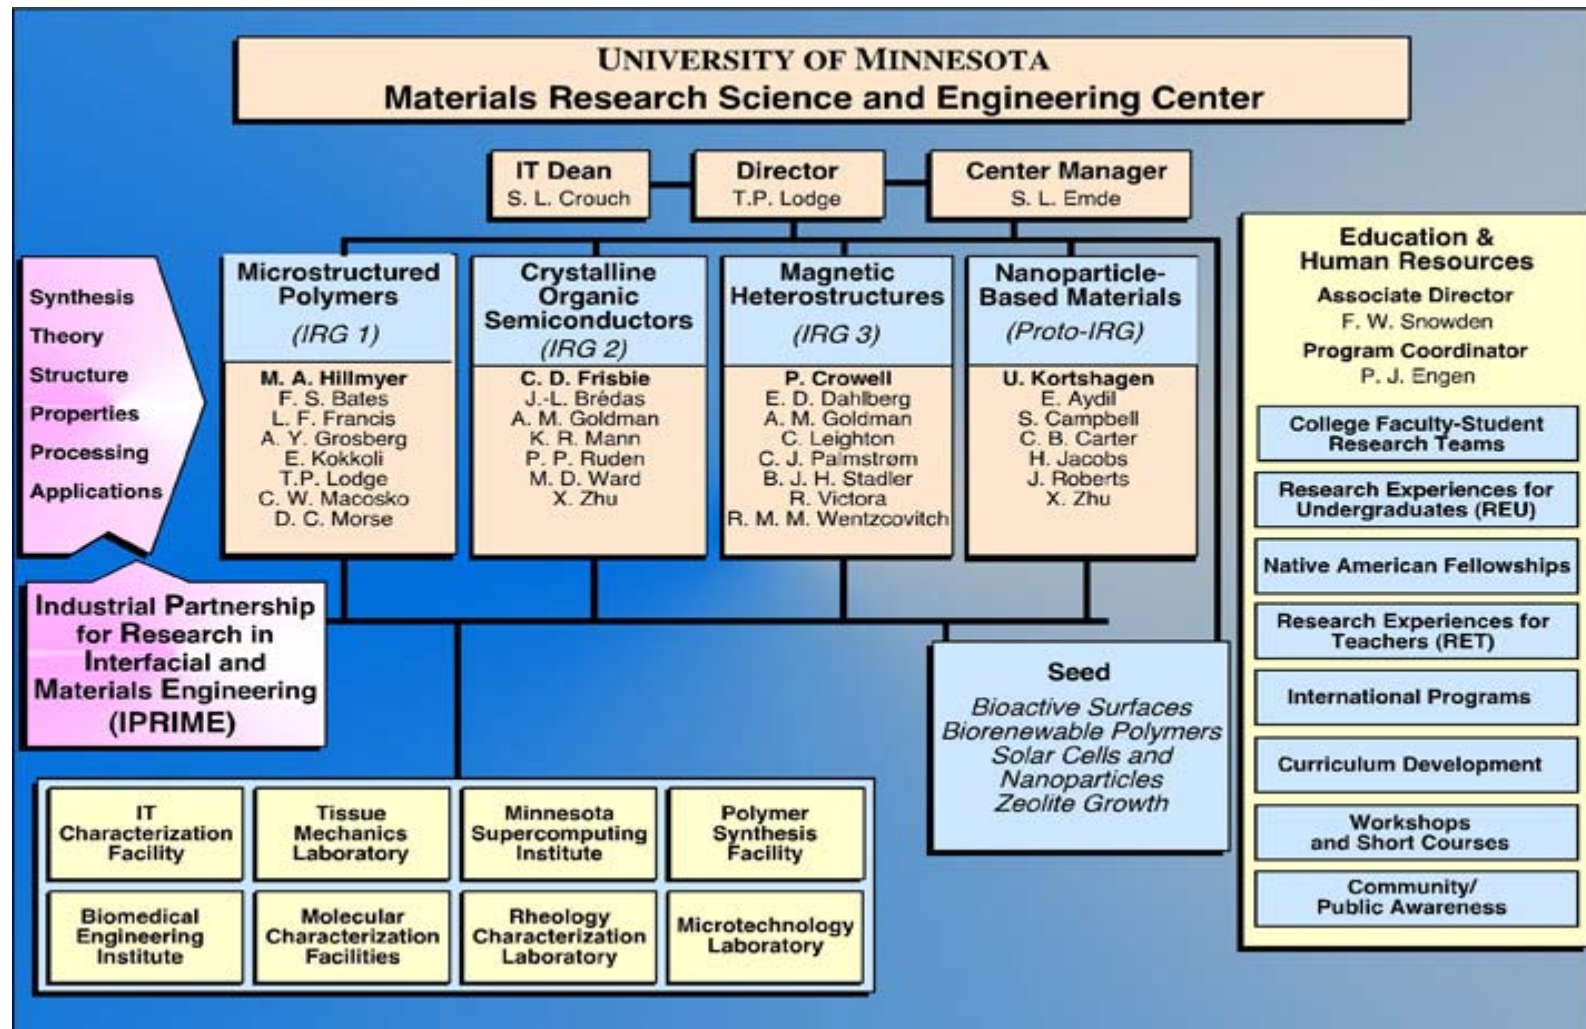 UNIVERSITY OF MINNESOTA
Materials Research Science and Engineering Center
IT Dean
S. L. Crouch
Director
T.P. Lodge
Center Manager
S. L. Emde
Synthesis
Theory
Structure
Properties
Processing
Applications
Microstructured
Polymers
(IRG 1)
M. A. Hillmyer
F. S. Bates
L. F. Francis
A. Y. Grosberg
E. Kokkoli
T.P. Lodge
C. W. Macosko
D. C. Morse
Crystalline
Organic
Semiconductors
(IRG 2)
C. D. Frisbie
J.-L. Brédas
A. M. Goldman
K. R. Mann
P. P. Ruden
M. D. Ward
X. Zhu
Magnetic
Heterostructures
(IRG 3)
P. Crowell
E. D. Dahlberg
A. M. Goldman
C. Leighton
C. J. Palmstrøm
B. J. H. Stadler
R. Victora
R. M. M. Wentzcovitch
Nanoparticle-
Based Materials
(Proto-IRG)
U. Kortshagen
E. Aydil
S. Campbell
C. B. Carter
H. Jacobs
J. Roberts
X. Zhu
Industrial Partnership
for Research in
Interfacial and
Materials Engineering
(IPRIME)
Seed
Bioactive Surfaces
Biorenewable Polymers
Solar Cells and
Nanoparticles
Zeolite Growth
IT
Characterization
Facility
Tissue
Mechanics
Laboratory
Minnesota
Supercomputing
Institute
Polymer
Synthesis
Facility
Biomedical
Engineering
Institute
Molecular
Characterization
Facilities
Rheology
Characterization
Laboratory
Microtechnology
Laboratory
Education &
Human Resources
Associate Director
F. W. Snowden
Program Coordinator
P. J. Engen
College Faculty-Student
Research Teams
Research Experiences for
Undergraduates (REU)
Native American Fellowships
Research Experiences for
Teachers (RET)
International Programs
Curriculum Development
Workshops
and Short Courses
Community/
Public Awareness